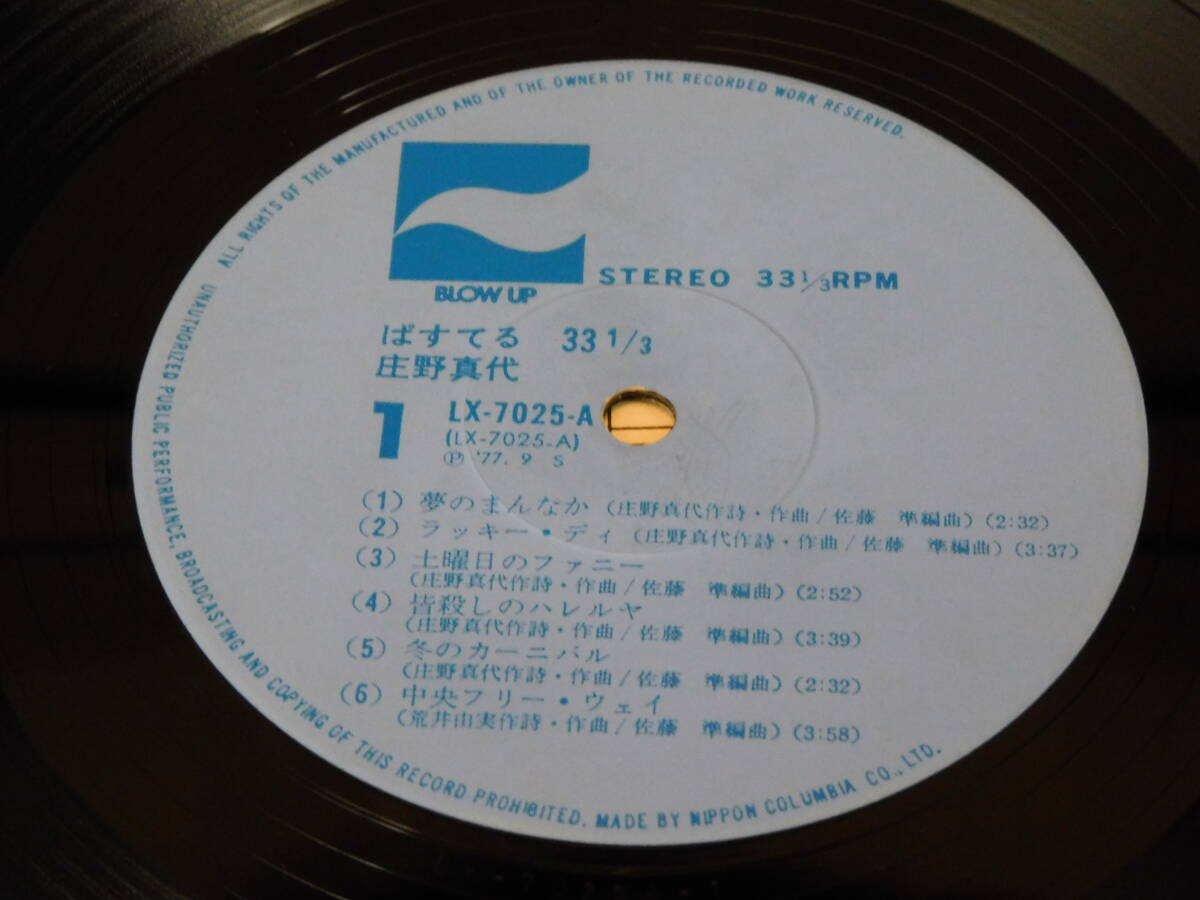 ALL RIGHTS OF THE MANUFACTURED AND OF THE OWNER OF THE RECORDED WORK RESERVED.
BLOW UP
STEREO 33 1/3 RPM
ぱすてる 33 1/3
庄野真代
1 LX-7025-A
(LX-7025-A)
Ⓟ '77. 9 S
(1) 夢のまんなか (庄野真代作詩・作曲/佐藤 準編曲) (2:32)
(2) ラッキー・ディ (庄野真代作詩・作曲/佐藤 準編曲) (3:37)
(3) 土曜日のファニー
(庄野真代作詩・作曲/佐藤 準編曲) (2:52)
(4) 皆殺しのハレルヤ
(庄野真代作詩・作曲/佐藤 準編曲) (3:39)
(5) 冬のカーニバル
(庄野真代作詩・作曲/佐藤 準編曲) (2:32)
(6) 中央フリー・ウェイ
(荒井由実作詩・作曲/佐藤 準編曲) (3:58)
UNAUTHORIZED PUBLIC PERFORMANCE, BROADCASTING AND COPYING OF THIS RECORD PROHIBITED. MADE BY NIPPON COLUMBIA CO., LTD.